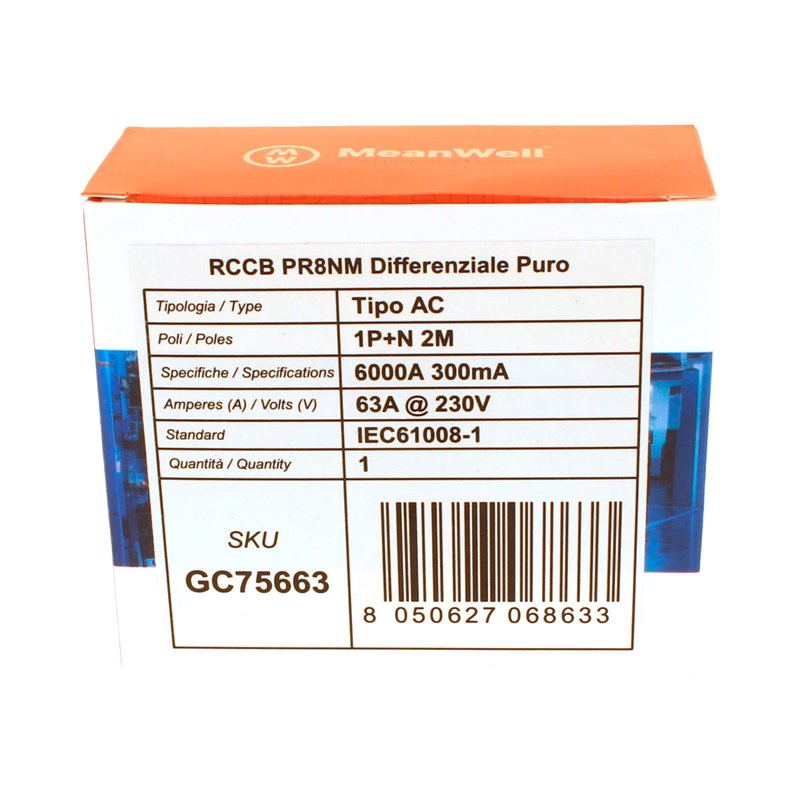 MW MeanWell
RCCB PR8NM Differenziale Puro
Tipologia / Type Tipo AC
Poli / Poles 1P+N 2M
Specifiche / Specifications 6000A 300mA
Amperes (A) / Volts (V) 63A @ 230V
Standard IEC61008-1
Quantità / Quantity 1
SKU
GC75663
8 050627 068633